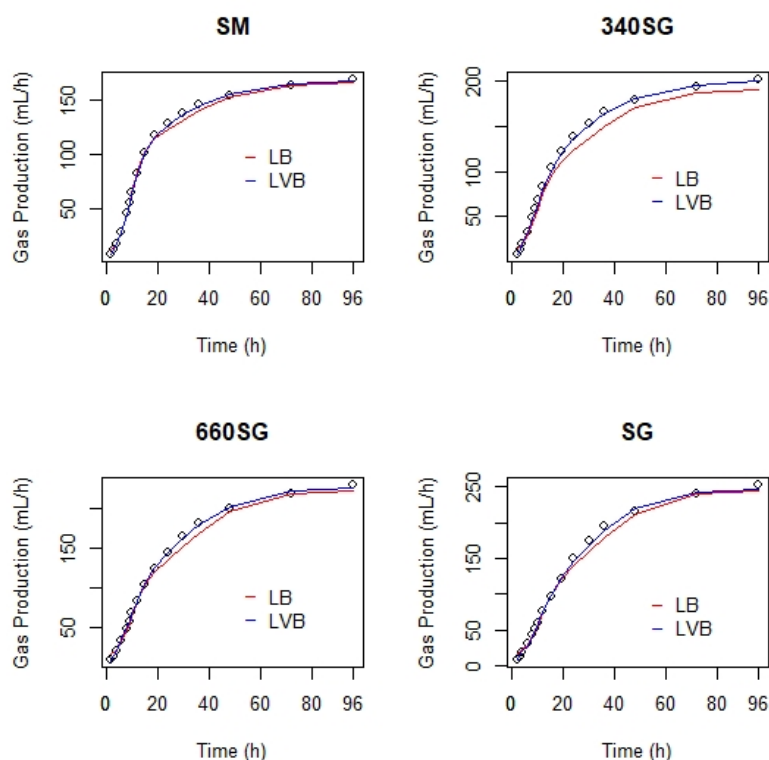 SM
Gas Production (mL/h)
150
100
50
LB
LVB
0 20 40 60 80 96
Time (h)
340SG
Gas Production (mL/h)
200
100
50
LB
LVB
0 20 40 60 80 96
Time (h)
660SG
Gas Production (mL/h)
150
50
LB
LVB
0 20 40 60 80 96
Time (h)
SG
Gas Production (mL/h)
250
150
50
0
LB
LVB
0 20 40 60 80 96
Time (h)